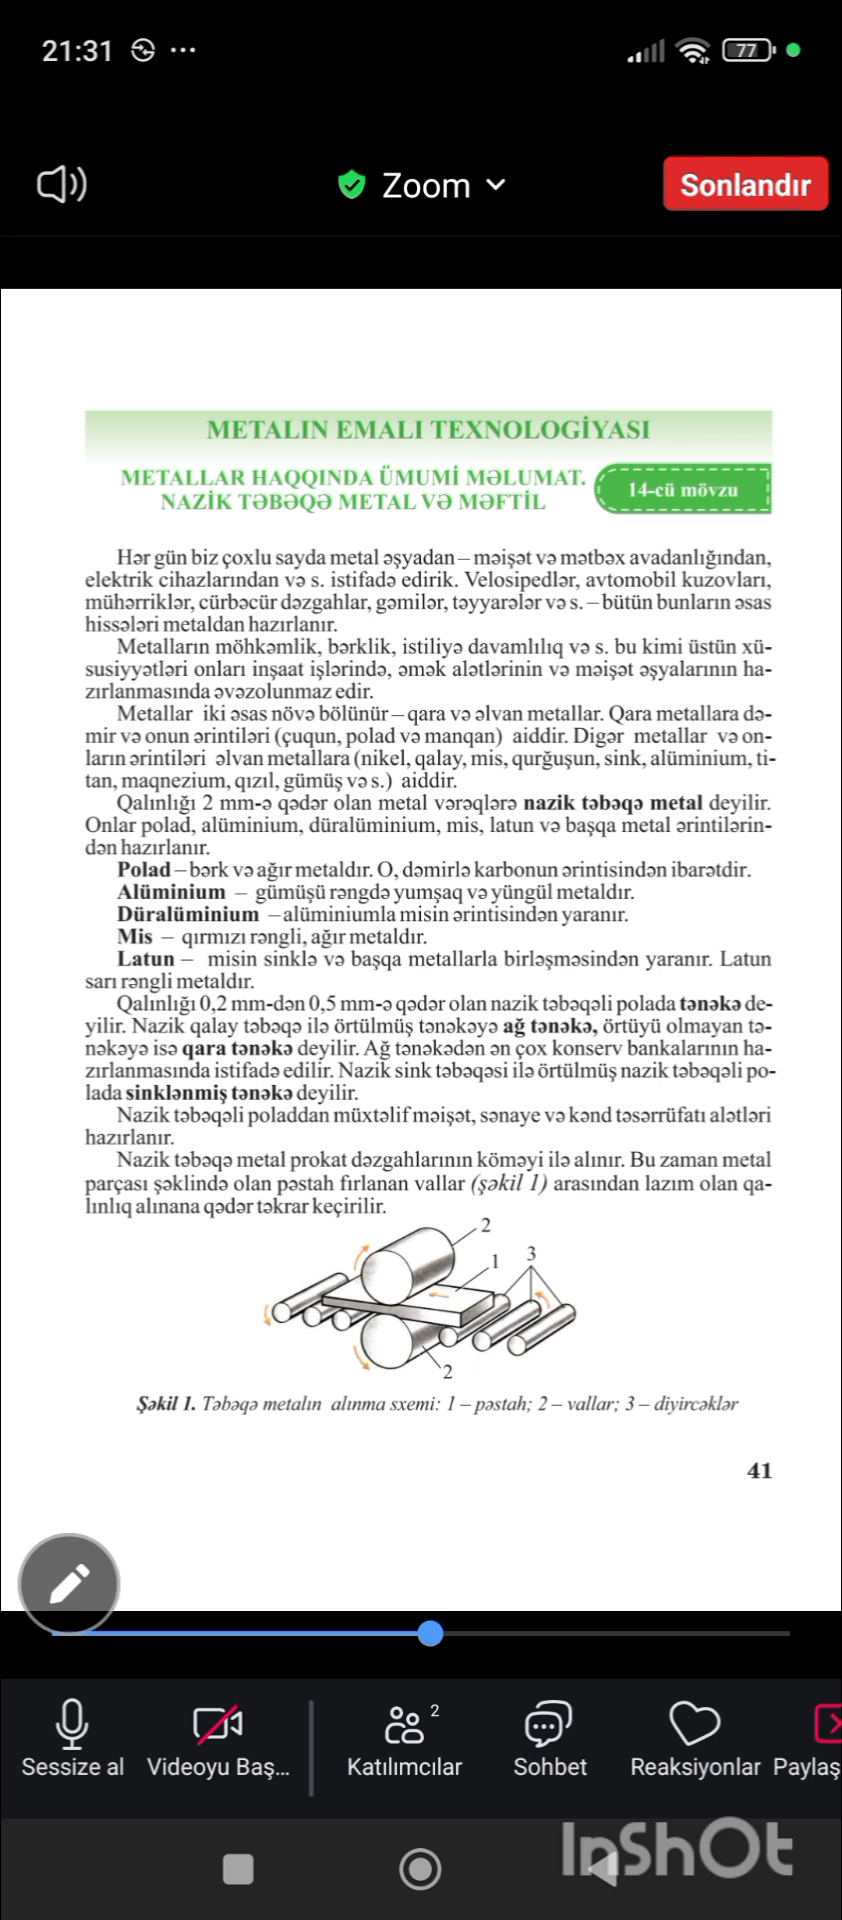 21:31
77
Zoom
Sonlandır
METALIN EMALI TEXNOLOGİYASI
METALLAR HAQQINDA ÜMUMİ MƏLUMAT.
NAZİK TƏBƏQƏ METAL VƏ MƏFTİL
14-cü mövzu
Hər gün biz çoxlu sayda metal əşyadan – məişət və mətbəx avadanlığından,
elektrik cihazlarından və s. istifadə edirik. Velosipedlər, avtomobil kuzovları,
mühərriklər, cürbəcür dəzgahlar, gəmilər, təyyarələr və s. – bütün bunların əsas
hissələri metaldan hazırlanır.
Metalların möhkəmlik, bərklik, istiliyə davamlılıq və s. bu kimi üstün xü-
susiyyətləri onları inşaat işlərində, əmək alətlərinin və məişət əşyalarının ha-
zırlanmasında əvəzolunmaz edir.
Metallar iki əsas növə bölünür – qara və əlvan metallar. Qara metallara də-
mir və onun ərintiləri (çuqun, polad və manqan) aiddir. Digər metallar və on-
ların ərintiləri əlvan metallara (nikel, qalay, mis, qurğuşun, sink, alüminium, ti-
tan, maqnezium, qızıl, gümüş və s.) aiddir.
Qalınlığı 2 mm-ə qədər olan metal vərəqlərə nazik təbəqə metal deyilir.
Onlar polad, alüminium, düralüminium, mis, latun və başqa metal ərintilərin-
dən hazırlanır.
Polad – bərk və ağır metaldır. O, dəmirlə karbonun ərintisindən ibarətdir.
Alüminium – gümüşü rəngdə yumşaq və yüngül metaldır.
Düralüminium – alüminiumla misin ərintisindən yaranır.
Mis – qırmızı rəngli, ağır metaldır.
Latun – misin sinklə və başqa metallarla birləşməsindən yaranır. Latun
sarı rəngli metaldır.
Qalınlığı 0,2 mm-dən 0,5 mm-ə qədər olan nazik təbəqəli polada tənəkə de-
yilir. Nazik qalay təbəqə ilə örtülmüş tənəkəyə ağ tənəkə, örtüyü olmayan tə-
nəkəyə isə qara tənəkə deyilir. Ağ tənəkədən ən çox konserv bankalarının ha-
zırlanmasında istifadə edilir. Nazik sink təbəqəsi ilə örtülmüş nazik təbəqəli po-
lada sinklənmiş tənəkə deyilir.
Nazik təbəqəli poladdan müxtəlif məişət, sənaye və kənd təsərrüfatı alətləri
hazırlanır.
Nazik təbəqə metal prokat dəzgahlarının köməyi ilə alınır. Bu zaman metal
parçası şəklində olan pəstah fırlanan vallar (şəkil 1) arasından lazım olan qa-
lınlıq alınana qədər təkrar keçirilir.
2
1
3
2
Şəkil 1. Təbəqə metalın alınma sxemi: 1 – pəstah; 2 – vallar; 3 – diyircəklər
41
2
Sessize al
Videoyu Baş...
Katılımcılar
Sohbet
Reaksiyonlar
Paylaş
InShOt